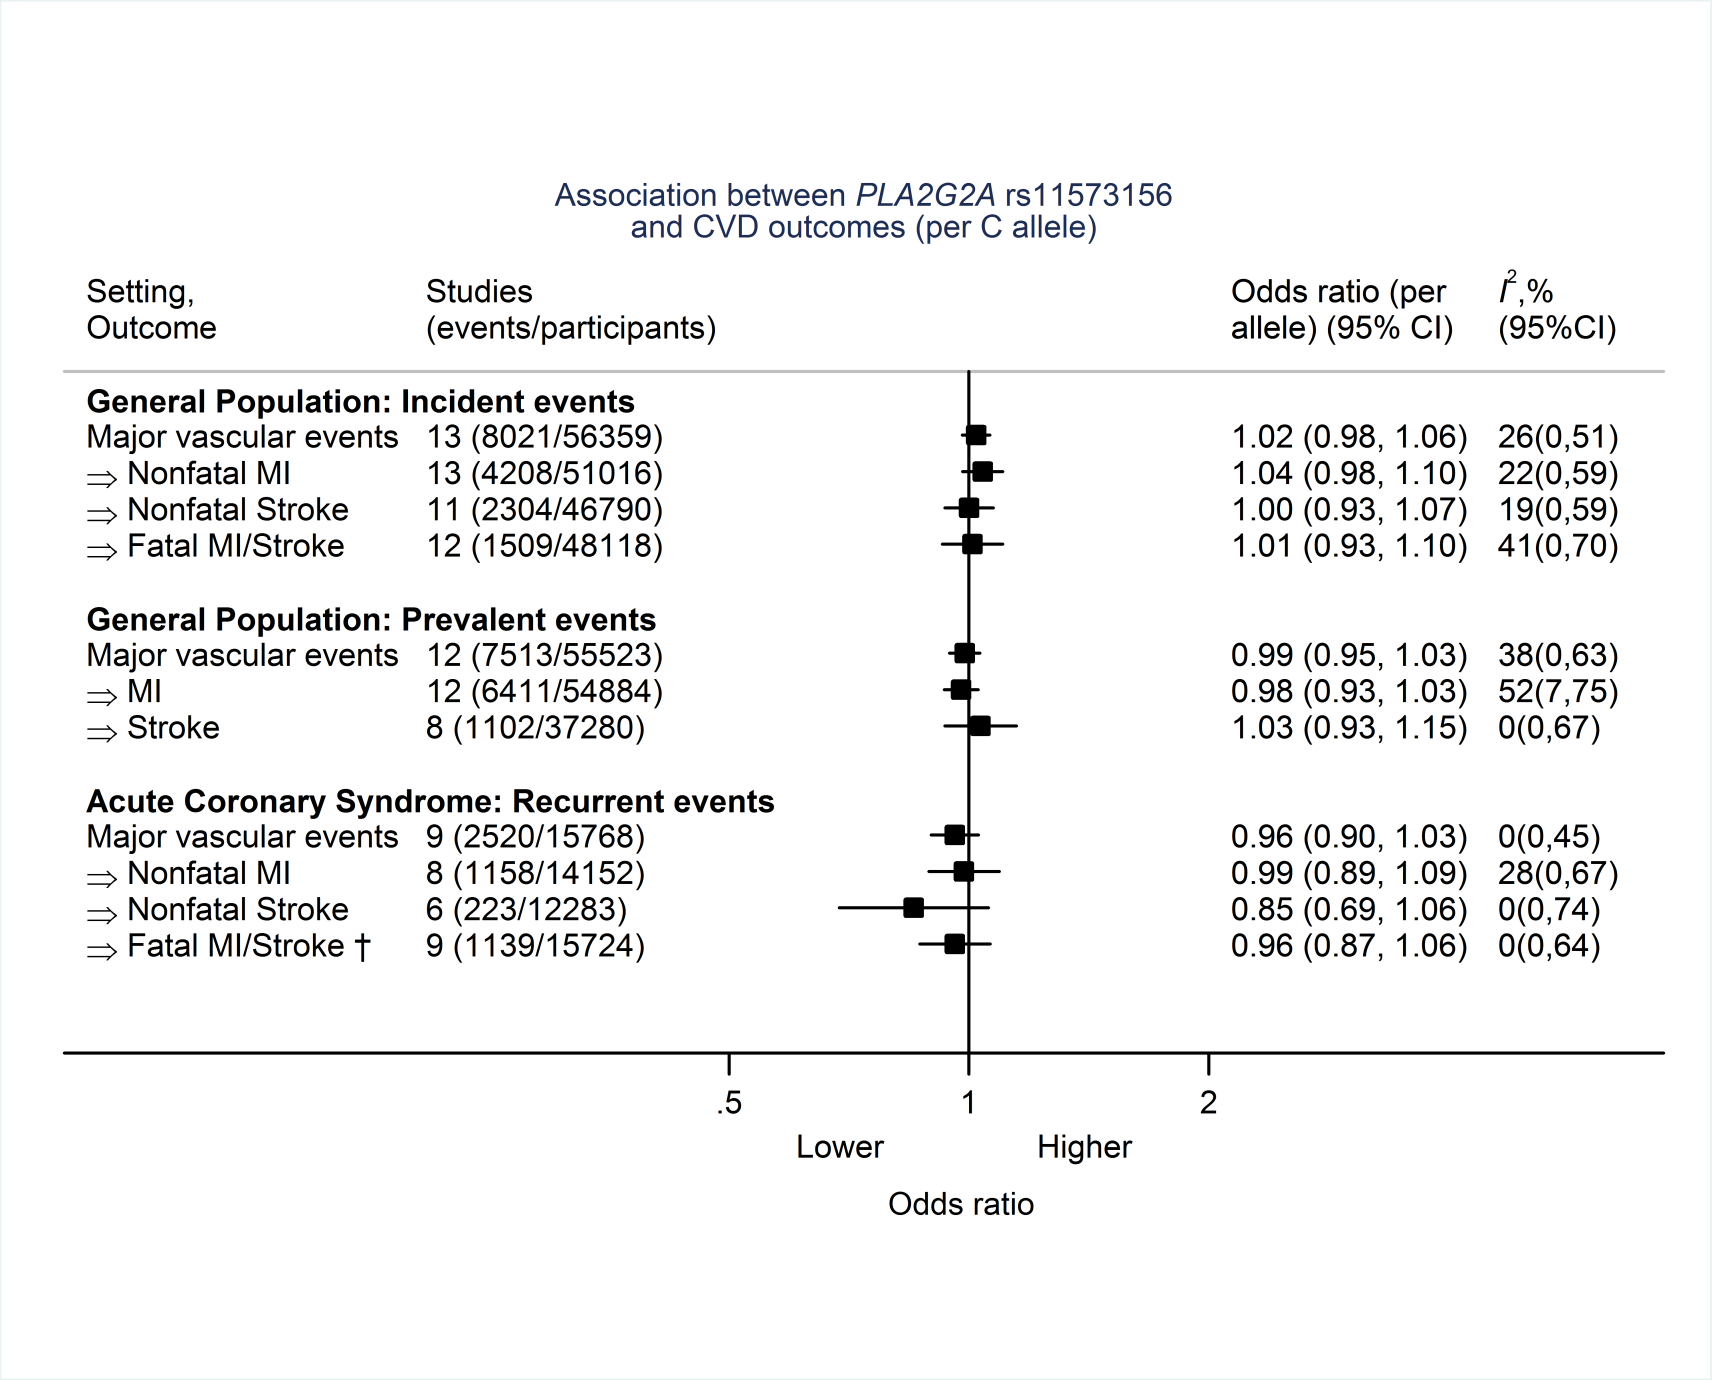 Association between PLA2G2A rs11573156
and CVD outcomes (per C allele)
Setting, Studies Odds ratio (per I²,%
Outcome (events/participants) allele) (95% CI) (95%CI)
General Population: Incident events
Major vascular events 13 (8021/56359) 1.02 (0.98, 1.06) 26(0,51)
⇒ Nonfatal MI 13 (4208/51016) 1.04 (0.98, 1.10) 22(0,59)
⇒ Nonfatal Stroke 11 (2304/46790) 1.00 (0.93, 1.07) 19(0,59)
⇒ Fatal MI/Stroke 12 (1509/48118) 1.01 (0.93, 1.10) 41(0,70)
General Population: Prevalent events
Major vascular events 12 (7513/55523) 0.99 (0.95, 1.03) 38(0,63)
⇒ MI 12 (6411/54884) 0.98 (0.93, 1.03) 52(7,75)
⇒ Stroke 8 (1102/37280) 1.03 (0.93, 1.15) 0(0,67)
Acute Coronary Syndrome: Recurrent events
Major vascular events 9 (2520/15768) 0.96 (0.90, 1.03) 0(0,45)
⇒ Nonfatal MI 8 (1158/14152) 0.99 (0.89, 1.09) 28(0,67)
⇒ Nonfatal Stroke 6 (223/12283) 0.85 (0.69, 1.06) 0(0,74)
⇒ Fatal MI/Stroke † 9 (1139/15724) 0.96 (0.87, 1.06) 0(0,64)
.5 1 2
Lower Higher
Odds ratio